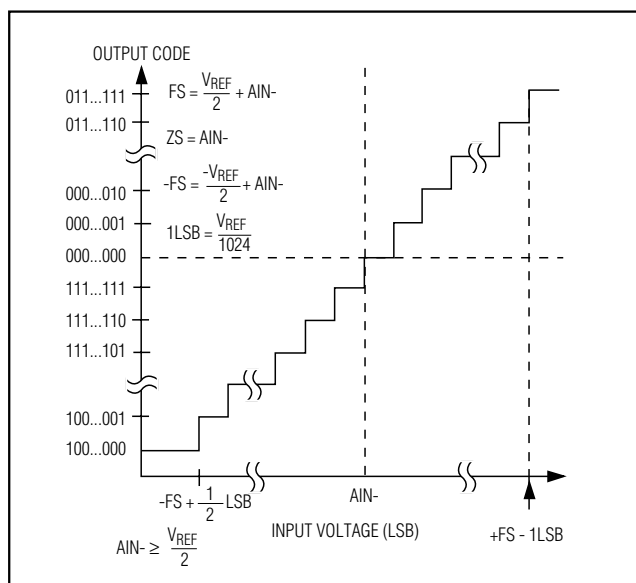 OUTPUT CODE
011...111
011...110
000...010
000...001
000...000
111...111
111...110
111...101
100...001
100...000
FS = V_REF/2 + AIN-
ZS = AIN-
-FS = -V_REF/2 + AIN-
1LSB = V_REF/1024
-FS + 1/2 LSB
AIN-
+FS - 1LSB
INPUT VOLTAGE (LSB)
AIN- ≥ V_REF/2